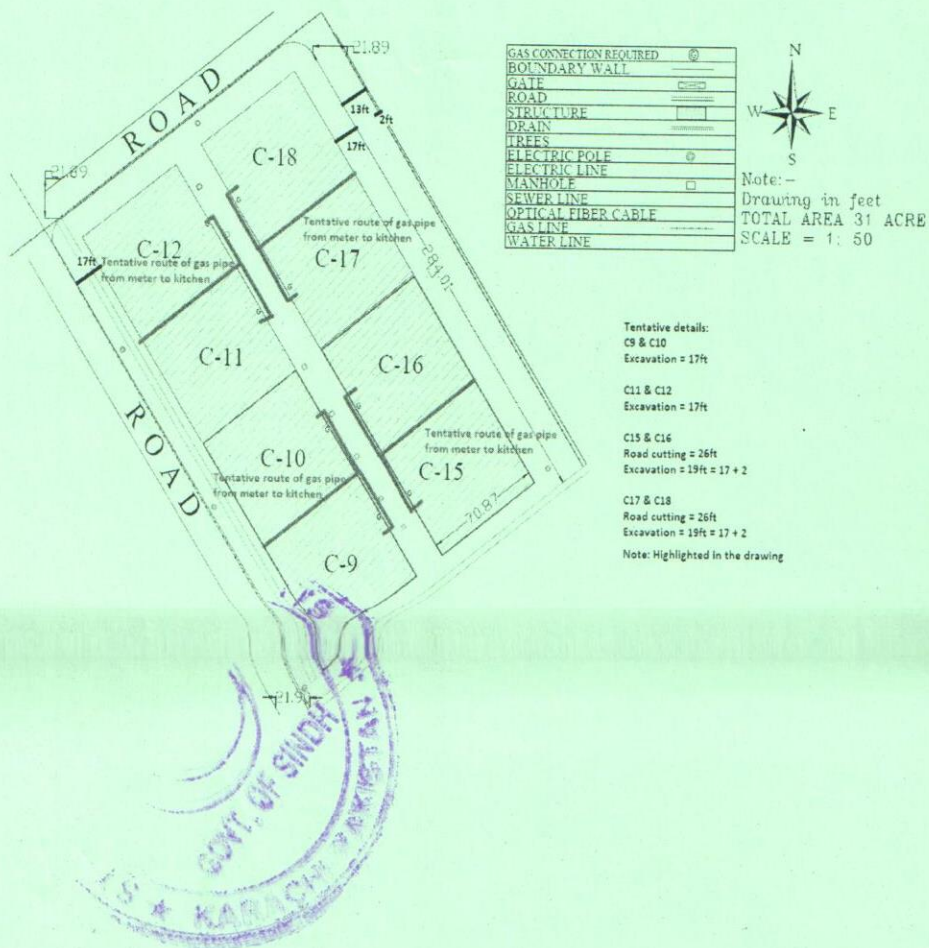 21.89
ROAD
13ft
2ft
17ft
C-18
21.89
Tentative route of gas pipe
from meter to kitchen
C-12
C-17
17ft
Tentative route of gas pipe
from meter to kitchen
284.01
C-11
C-16
ROAD
C-10
Tentative route of gas pipe
from meter to kitchen
C-15
Tentative route of gas pipe
from meter to kitchen
70.87
C-9
21.90
GOVT. OF SINDH
KARACHI PAKISTAN
GAS CONNECTION REQUIRED
BOUNDARY WALL
GATE
ROAD
STRUCTURE
DRAIN
TREES
ELECTRIC POLE
ELECTRIC LINE
MANHOLE
SEWER LINE
OPTICAL FIBER CABLE
GAS LINE
WATER LINE
N
W E
S
Note:-
Drawing in feet
TOTAL AREA 31 ACRE
SCALE = 1: 50
Tentative details:
C9 & C10
Excavation = 17ft
C11 & C12
Excavation = 17ft
C15 & C16
Road cutting = 26ft
Excavation = 19ft = 17 + 2
C17 & C18
Road cutting = 26ft
Excavation = 19ft = 17 + 2
Note: Highlighted in the drawing